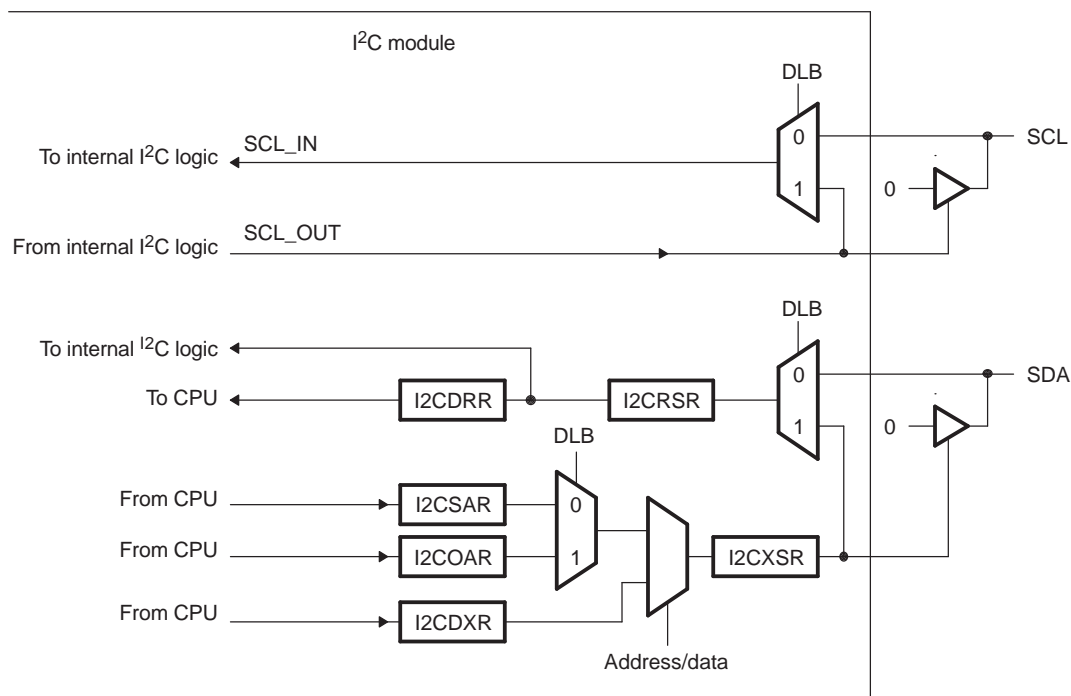 I²C module
DLB
SCL_IN
0
SCL
To internal I²C logic
1
0
SCL_OUT
From internal I²C logic
DLB
To internal I²C logic
0
SDA
To CPU
I2CDRR
I2CRSR
1
0
DLB
From CPU
I2CSAR
0
From CPU
I2COAR
1
I2CXSR
From CPU
I2CDXR
Address/data